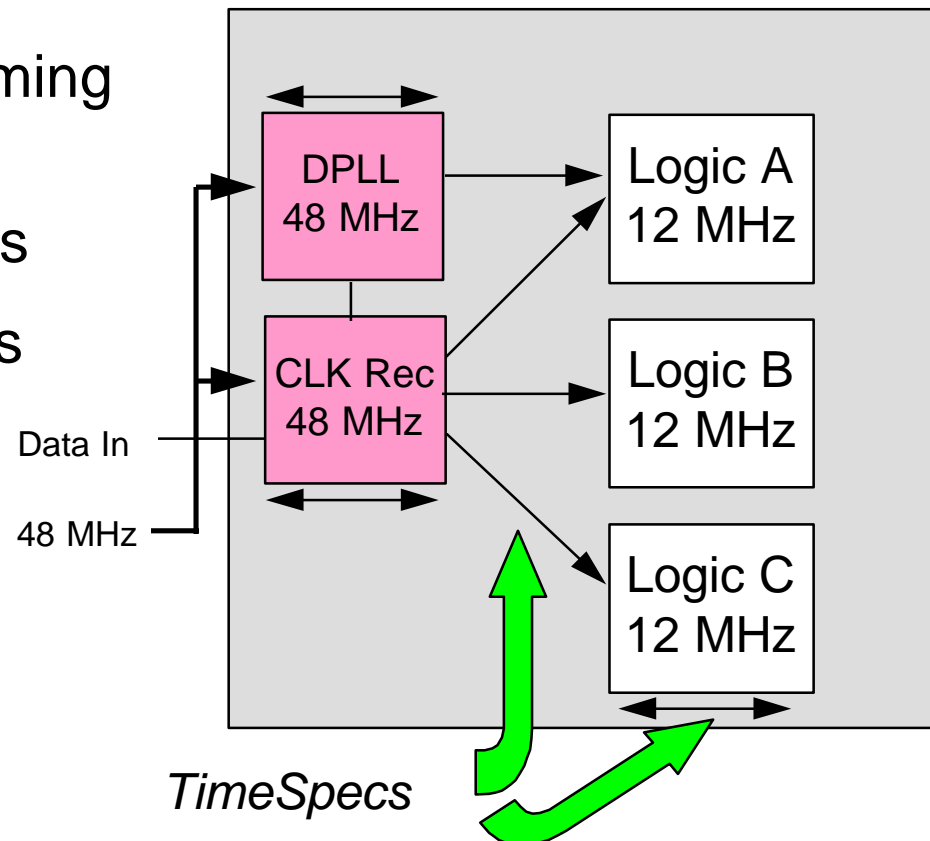 DPLL
48 MHz
Logic A
12 MHz
CLK Rec
48 MHz
Logic B
12 MHz
Data In
48 MHz
Logic C
12 MHz
TimeSpecs